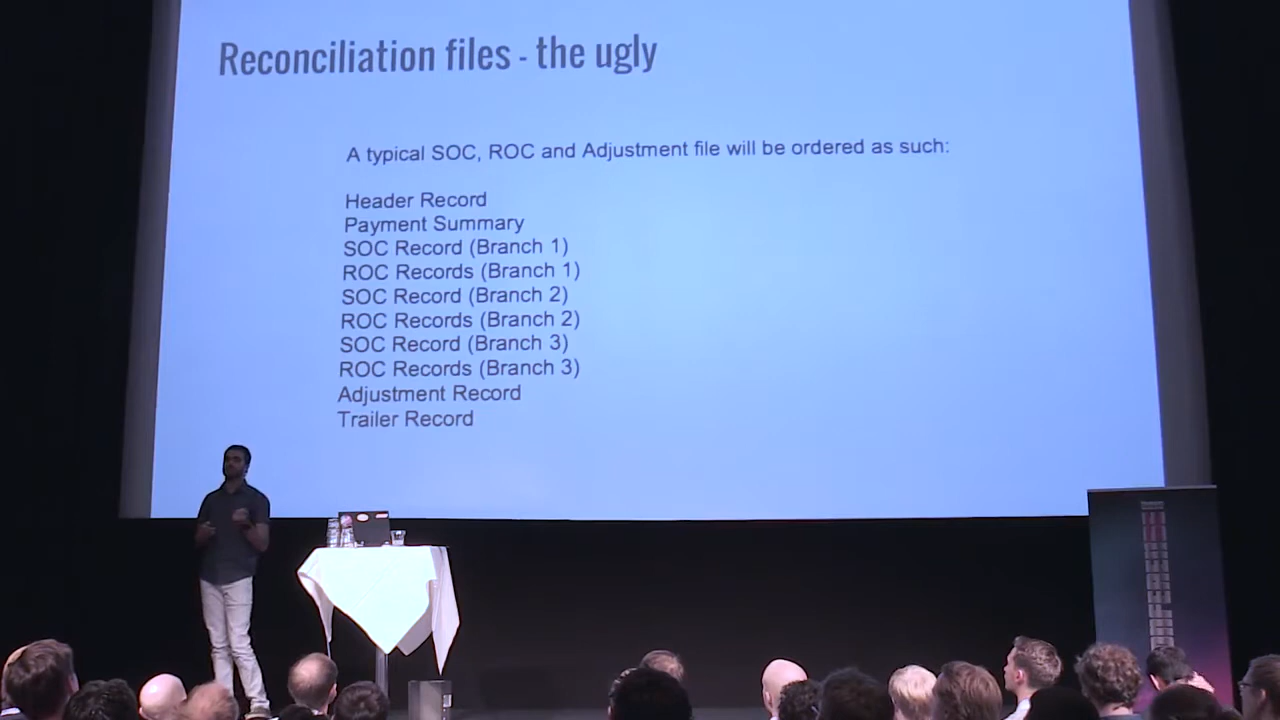 Reconciliation files - the ugly
A typical SOC, ROC and Adjustment file will be ordered as such:
Header Record
Payment Summary
SOC Record (Branch 1)
ROC Records (Branch 1)
SOC Record (Branch 2)
ROC Records (Branch 2)
SOC Record (Branch 3)
ROC Records (Branch 3)
Adjustment Record
Trailer Record